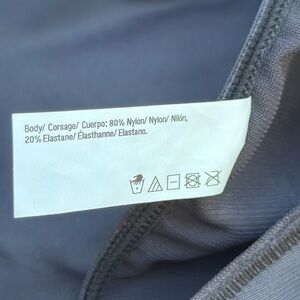 Body/ Corsage/ Cuerpo: 80% Nylon/ Nylon/ Nilón,
20% Elastane/ Élasthanne/ Elastano.